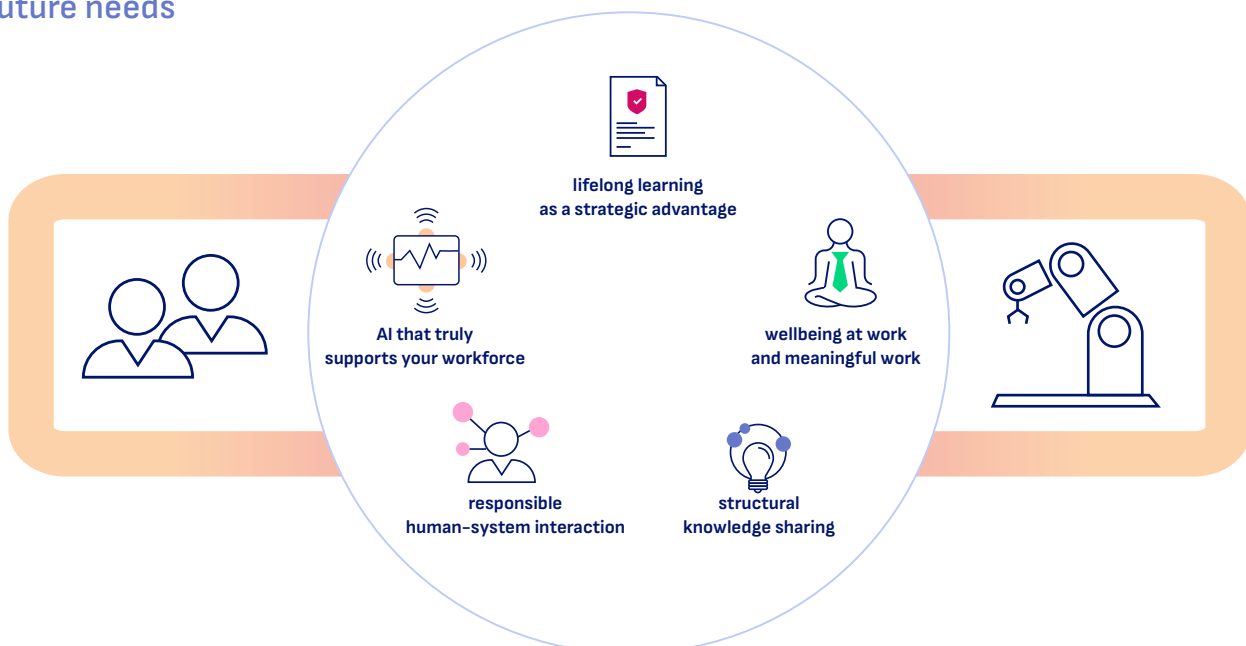 uture needs
lifelong learning
as a strategic advantage
AI that truly
supports your workforce
wellbeing at work
and meaningful work
responsible
human-system interaction
structural
knowledge sharing